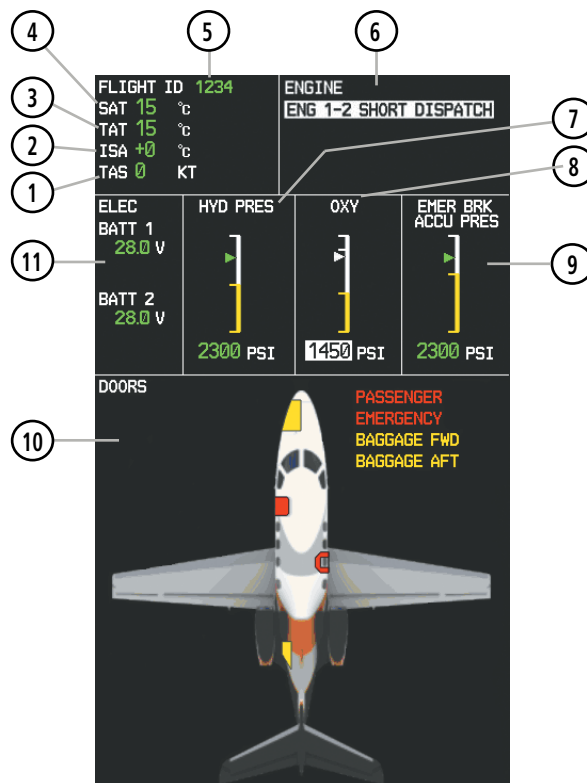 4
5
6
FLIGHT ID 1234
ENGINE
SAT 15 °C
ENG 1-2 SHORT DISPATCH
3
TAT 15 °C
7
2
ISA +0 °C
8
1
TAS 0 KT
ELEC
HYD PRES
OXY
EMER BRK
ACCU PRES
BATT 1
28.0 V
11
9
BATT 2
28.0 V
2300 PSI
1450 PSI
2300 PSI
DOORS
PASSENGER
EMERGENCY
10
BAGGAGE FWD
BAGGAGE AFT